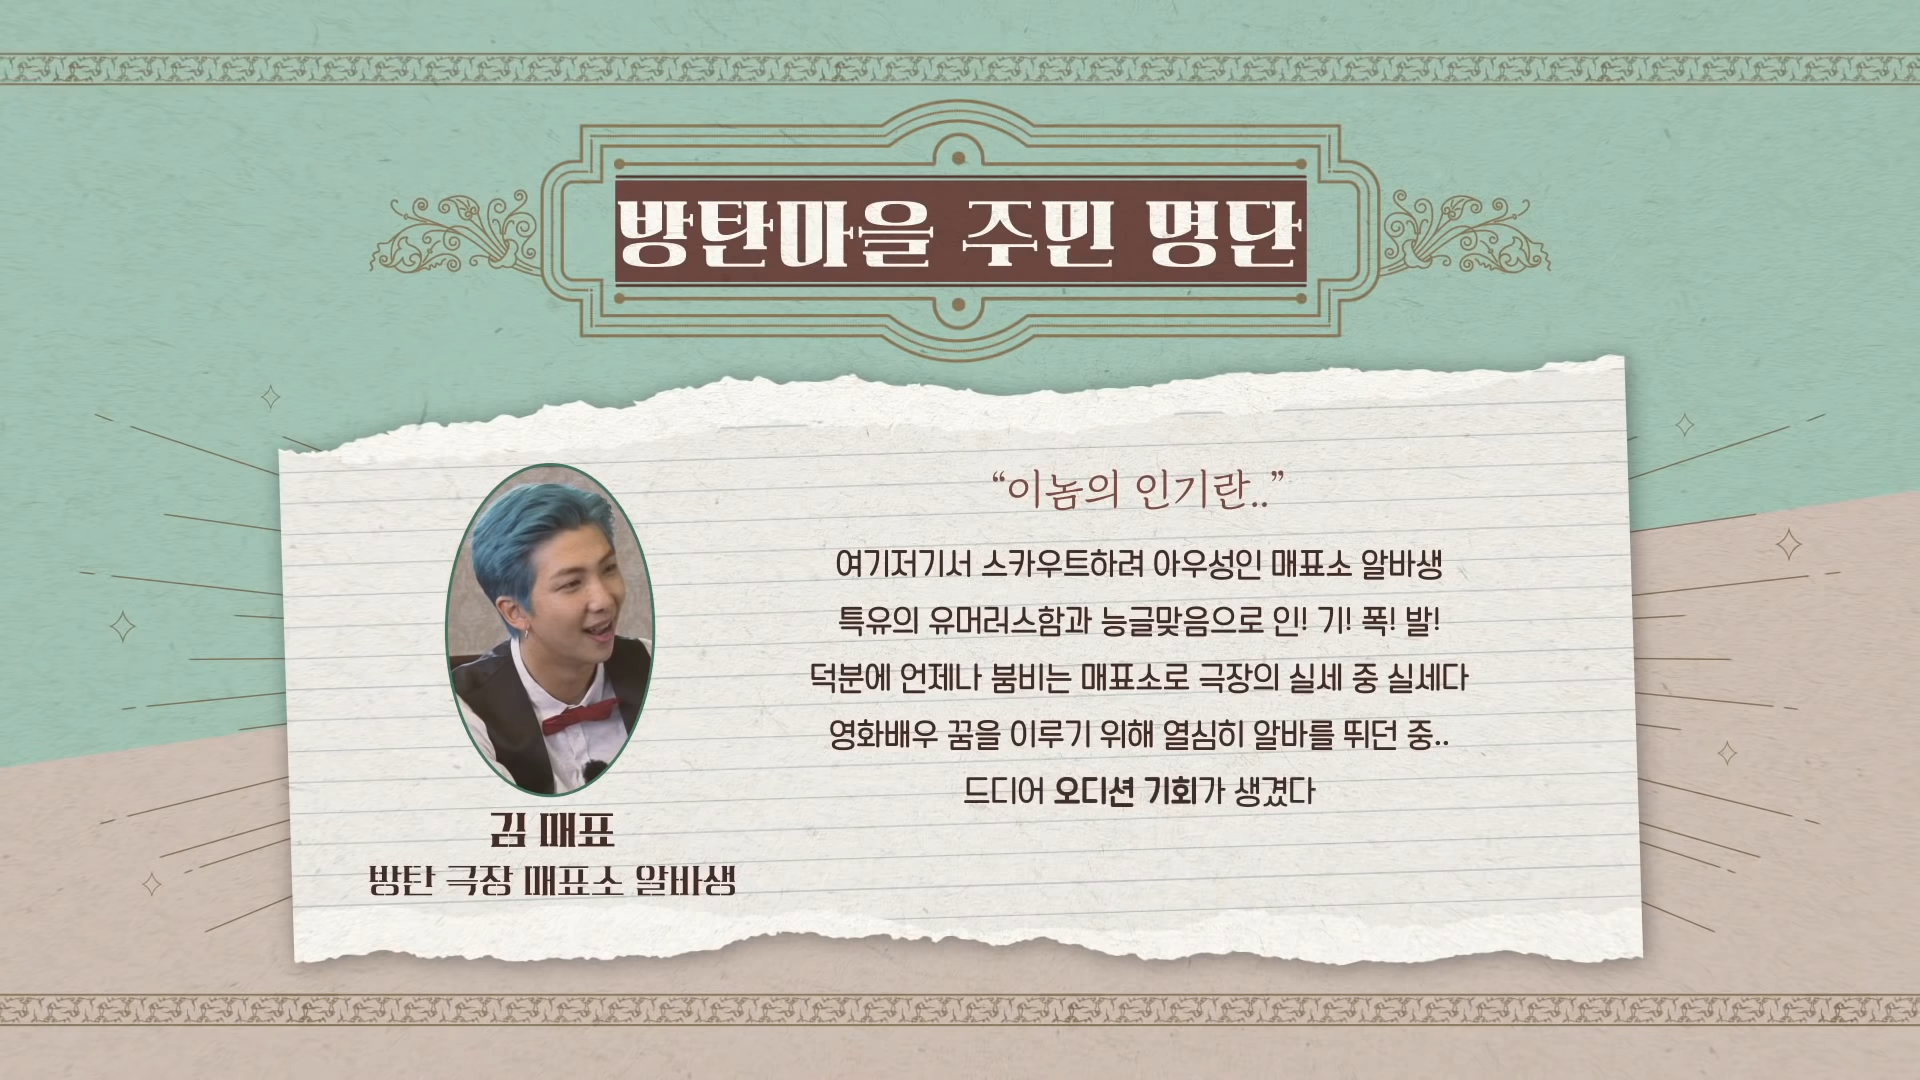 방탄마을 주민 명단
“이놈의 인기란..”
여기저기서 스카우트하려 아우성인 매표소 알바생
특유의 유머러스함과 능글맞음으로 인! 기! 폭! 발!
덕분에 언제나 붐비는 매표소로 극장의 실세 중 실세다
영화배우 꿈을 이루기 위해 열심히 알바를 뛰던 중..
드디어 오디션 기회가 생겼다
김 매표
방탄 극장 매표소 알바생